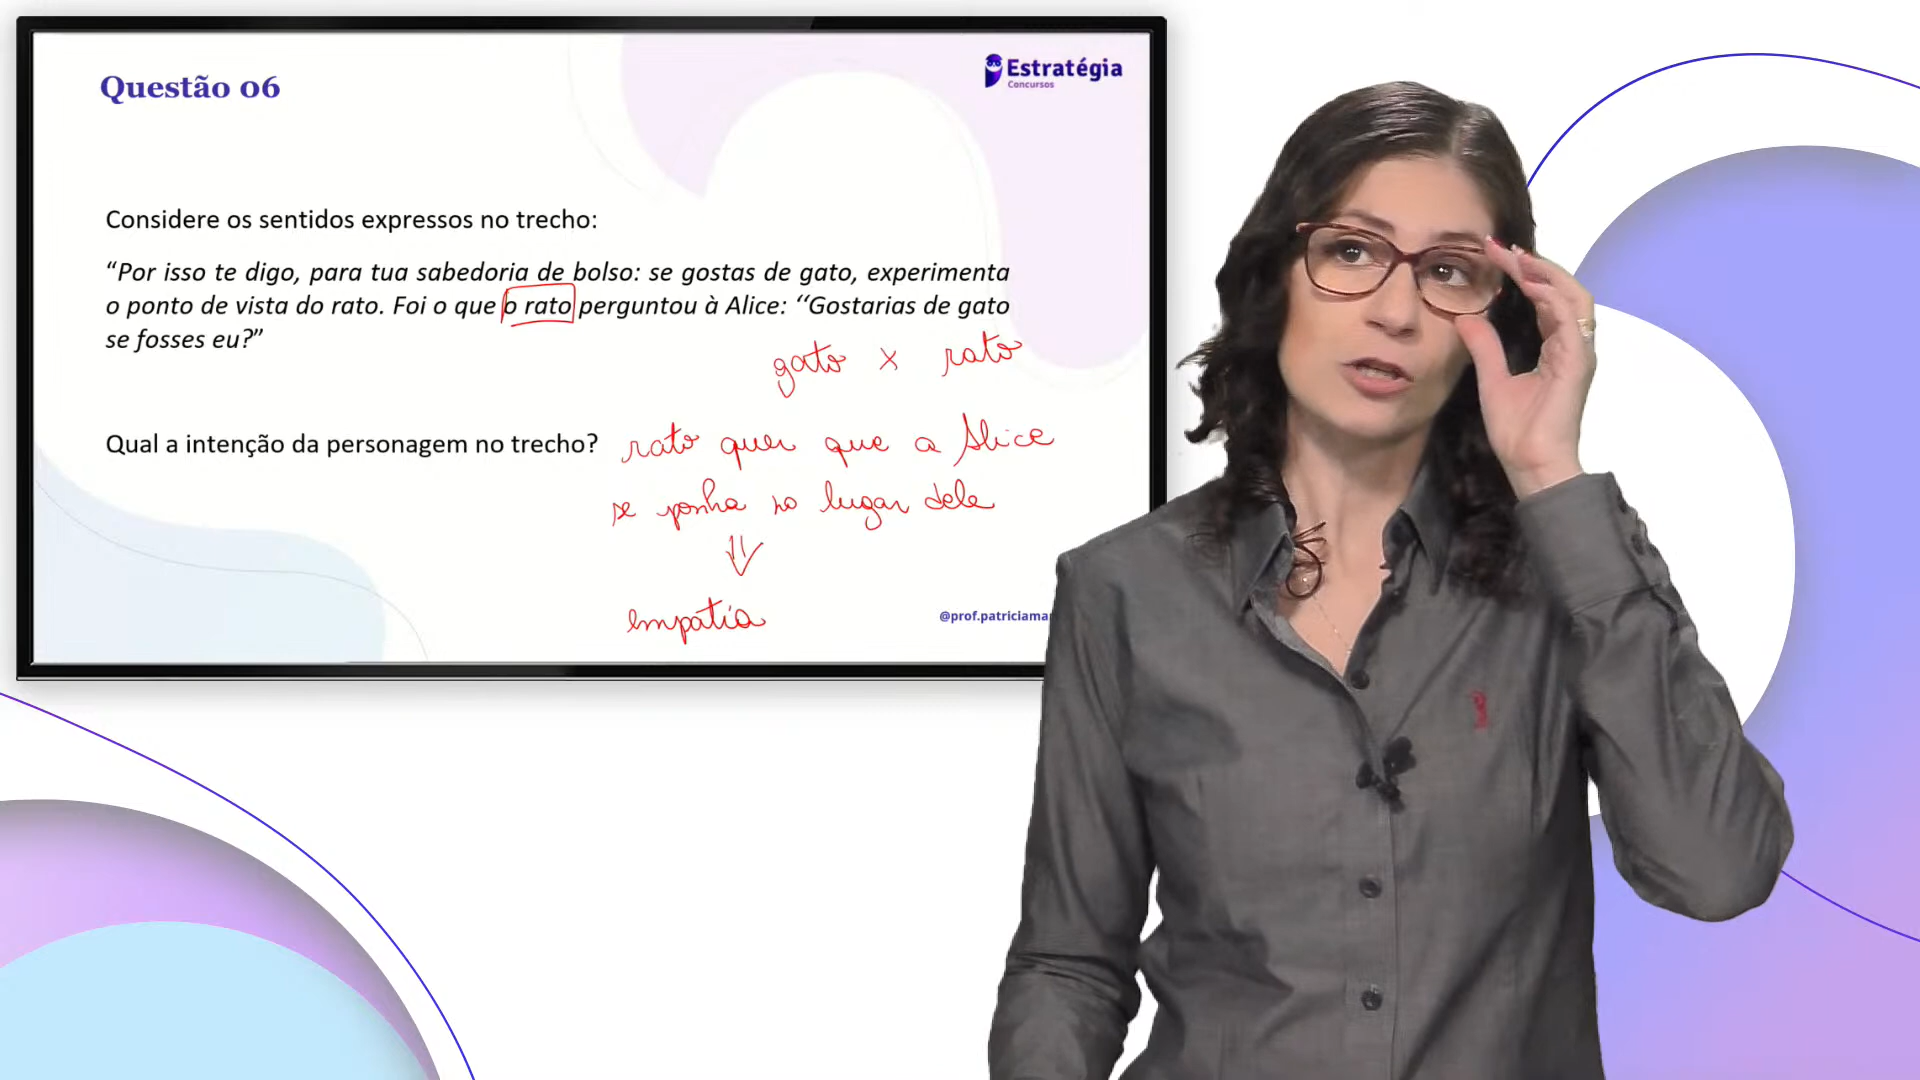 Questão 06
Estratégia
Concursos
Considere os sentidos expressos no trecho:
“Por isso te digo, para tua sabedoria de bolso: se gostas de gato, experimenta
o ponto de vista do rato. Foi o que o rato perguntou à Alice: ‘‘Gostarias de gato
se fosses eu?”
gato x rato
Qual a intenção da personagem no trecho? rato quer que a Alice
se ponha no lugar dele
empatia
@prof.patriciama